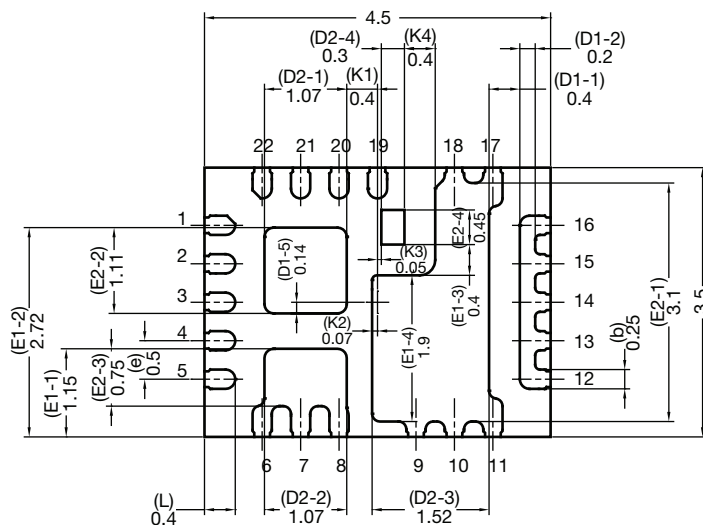 4.5
(D2-4)
0.3
(K4)
0.4
(D1-2)
0.2
(D2-1)
1.07
(K1)
0.4
(D1-1)
0.4
22
21
20
19
18
17
1
2
3
4
5
16
15
14
13
12
6
7
8
9
10
11
(E1-2)
2.72
(E2-2)
1.11
(D1-5)
0.14
(E2-4)
0.45
(K3)
0.05
(E1-3)
0.4
(K2)
0.07
(E1-4)
1.9
(E1-1)
1.15
(E2-3)
0.75
(e)
0.5
(b)
0.25
(E2-1)
3.1
3.5
(L)
0.4
(D2-2)
1.07
(D2-3)
1.52